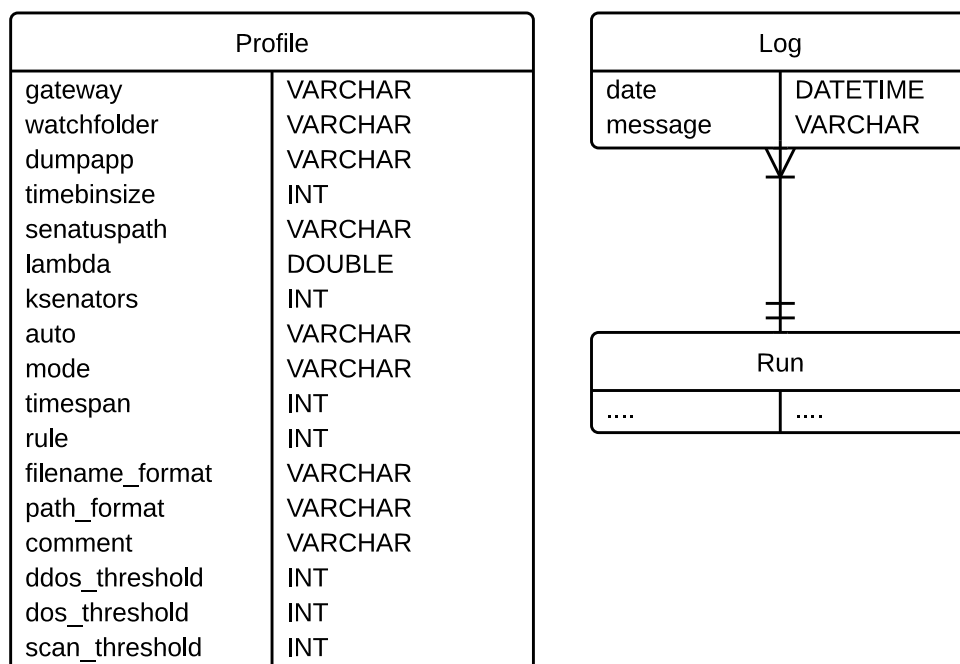 Profile
gateway VARCHAR
watchfolder VARCHAR
dumpapp VARCHAR
timebinsize INT
senatuspath VARCHAR
lambda DOUBLE
ksenators INT
auto VARCHAR
mode VARCHAR
timespan INT
rule INT
filename_format VARCHAR
path_format VARCHAR
comment VARCHAR
ddos_threshold INT
dos_threshold INT
scan_threshold INT
Log
date DATETIME
message VARCHAR
Run
.... ....